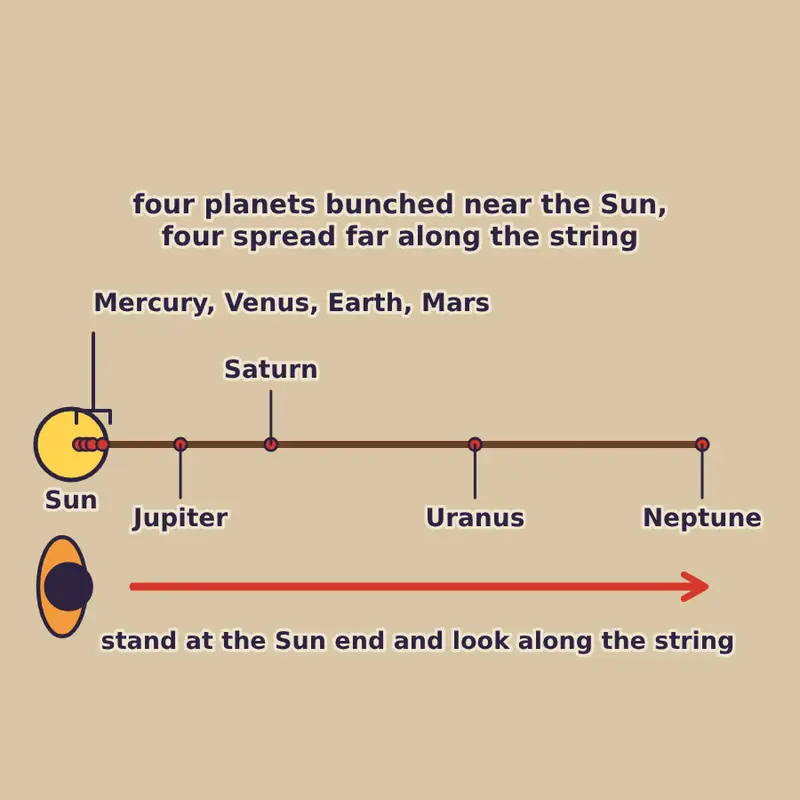 four planets bunched near the Sun,
four spread far along the string
Mercury, Venus, Earth, Mars
Saturn
Sun
Jupiter
Uranus
Neptune
stand at the Sun end and look along the string